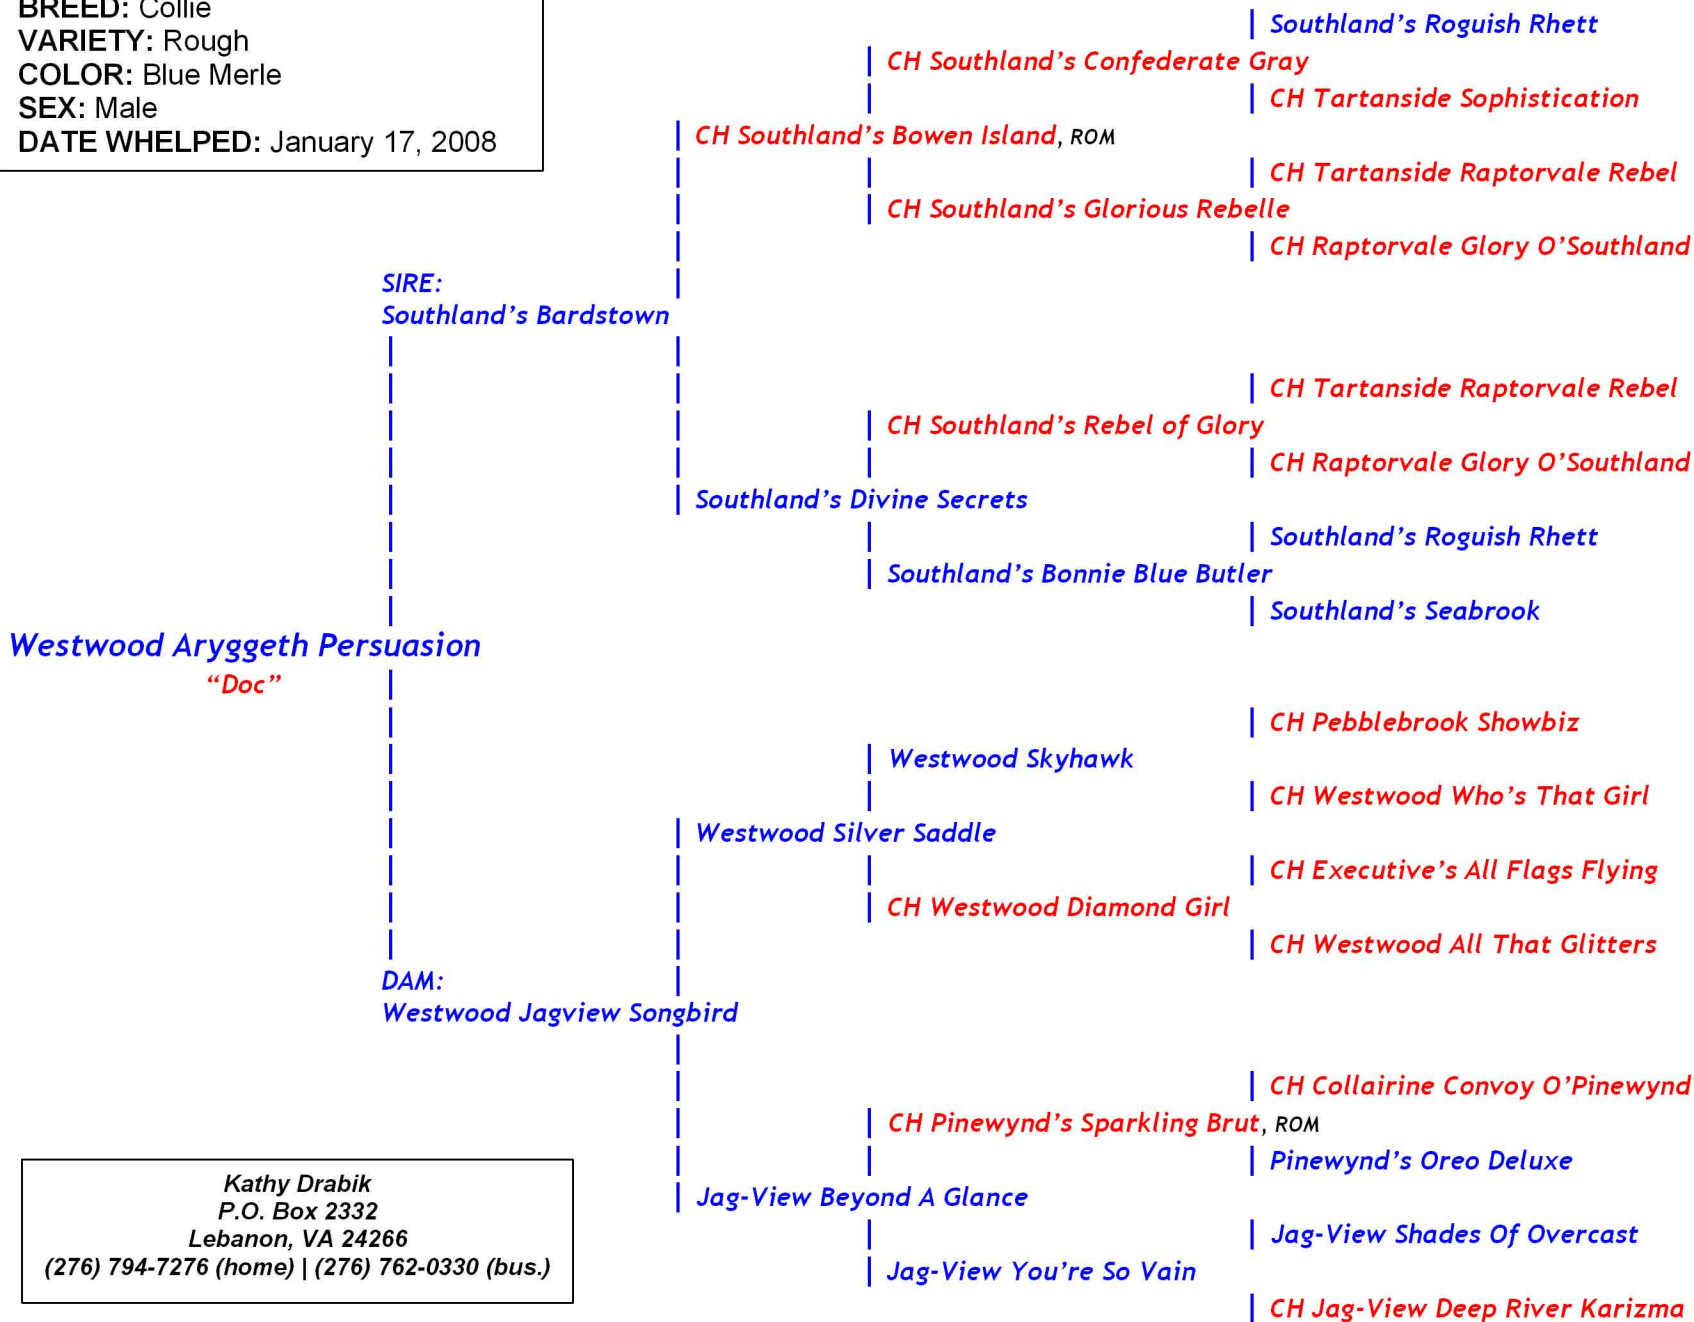 BREED: Collie
VARIETY: Rough
COLOR: Blue Merle
SEX: Male
DATE WHELPED: January 17, 2008
Southland’s Roguish Rhett
CH Southland’s Confederate Gray
CH Tartanside Sophistication
CH Southland’s Bowen Island, ROM
CH Tartanside Raptorvale Rebel
CH Southland’s Glorious Rebelle
CH Raptorvale Glory O’Southland
SIRE:
Southland’s Bardstown
CH Tartanside Raptorvale Rebel
CH Southland’s Rebel of Glory
CH Raptorvale Glory O’Southland
Southland’s Divine Secrets
Southland’s Roguish Rhett
Southland’s Bonnie Blue Butler
Southland’s Seabrook
Westwood Aryggeth Persuasion
“Doc”
CH Pebblebrook Showbiz
Westwood Skyhawk
CH Westwood Who’s That Girl
Westwood Silver Saddle
CH Executive’s All Flags Flying
CH Westwood Diamond Girl
CH Westwood All That Glitters
DAM:
Westwood Jagview Songbird
CH Collairine Convoy O’Pinewynd
CH Pinewynd’s Sparkling Brut, ROM
Pinewynd’s Oreo Deluxe
Jag-View Beyond A Glance
Jag-View Shades Of Overcast
Jag-View You’re So Vain
CH Jag-View Deep River Karizma
Kathy Drabik
P.O. Box 2332
Lebanon, VA 24266
(276) 794-7276 (home) | (276) 762-0330 (bus.)